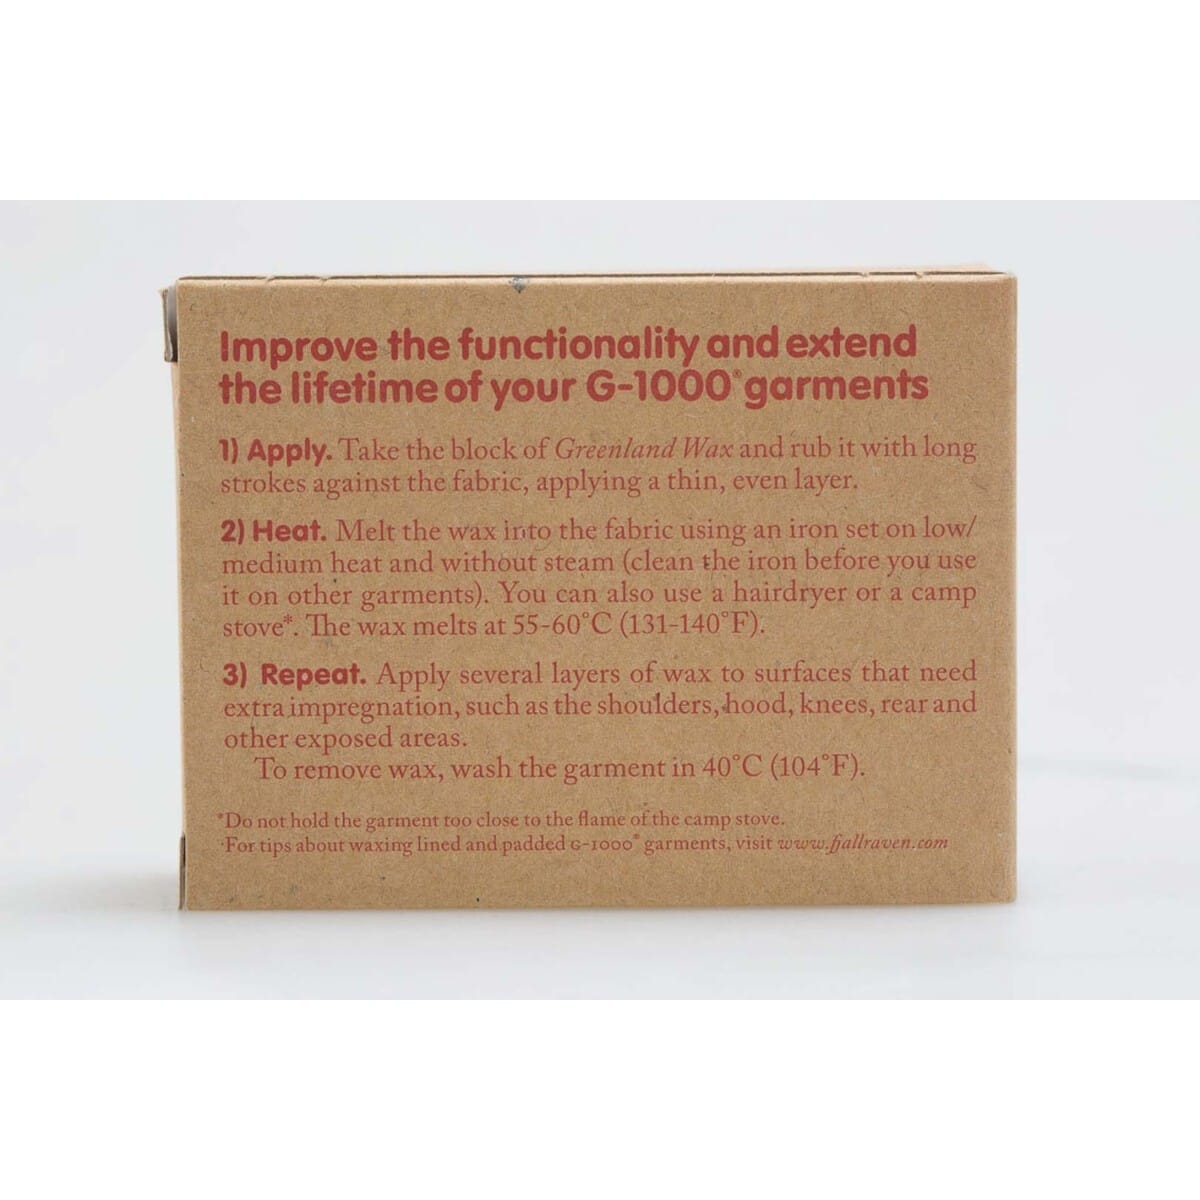 Improve the functionality and extend
the lifetime of your G-1000® garments
1) Apply. Take the block of Greenland Wax and rub it with long
strokes against the fabric, applying a thin, even layer.
2) Heat. Melt the wax into the fabric using an iron set on low/
medium heat and without steam (clean the iron before you use
it on other garments). You can also use a hairdryer or a camp
stove*. The wax melts at 55-60°C (131-140°F).
3) Repeat. Apply several layers of wax to surfaces that need
extra impregnation, such as the shoulders, hood, knees, rear and
other exposed areas.
To remove wax, wash the garment in 40°C (104°F).
*Do not hold the garment too close to the flame of the camp stove.
For tips about waxing lined and padded G-1000® garments, visit www.fjallraven.com